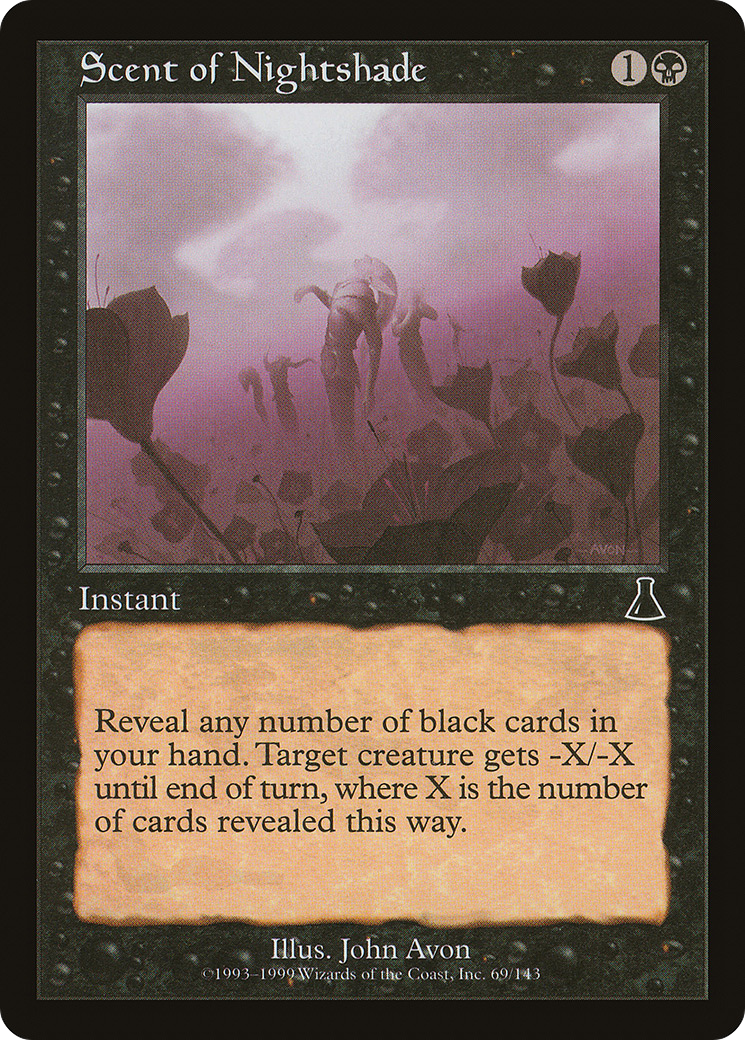 Scent of Nightshade 1
AVON
Instant
Reveal any number of black cards in
your hand. Target creature gets -X/-X
until end of turn, where X is the number
of cards revealed this way.
Illus. John Avon
©1993–1999 Wizards of the Coast, Inc. 69/143